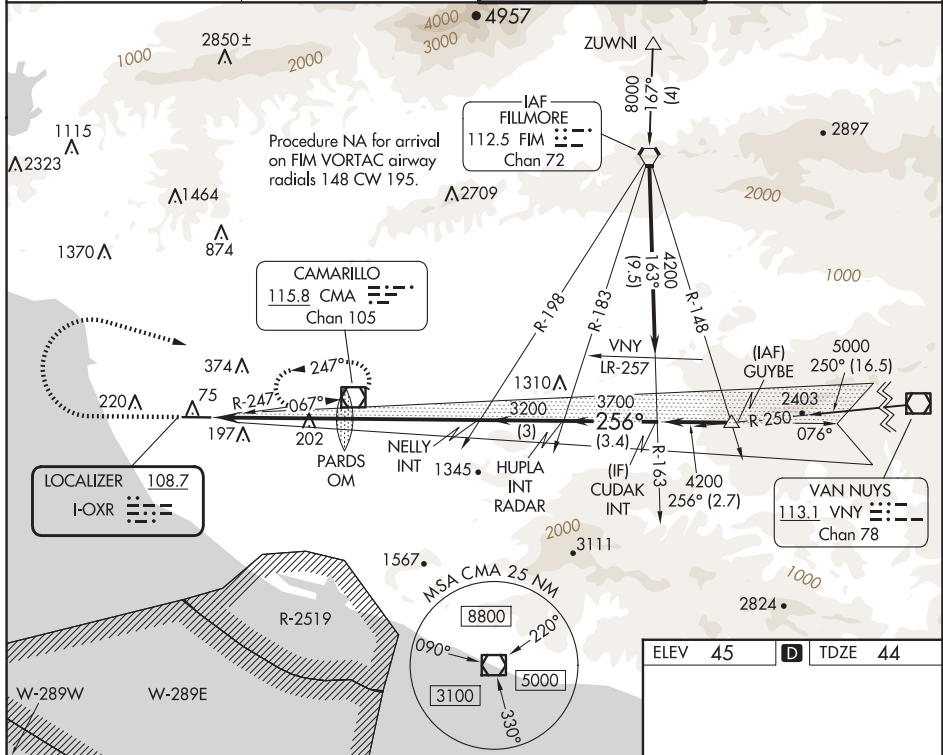 4000
4957
2850 ±
3000
1000
2000
ZUWNI
167°
(4)
8000
IAF
FILLMORE
112.5 FIM
Chan 72
1115
2323
Procedure NA for arrival
on FIM VORTAC airway
radials 148 CW 195.
2897
1464
2709
2000
874
1370
4200
163°
(9.5)
1000
CAMARILLO
115.8 CMA
Chan 105
R-198
R-183
R-148
VNY
LR-257
(IAF)
GUYBE
5000
250° (16.5)
247°
374
1310
2403
75
R-247
067°
3200
3700
R-250
220
256°
076°
197
202
(3)
(3.4)
NELLY
INT
PARDS
OM
1345
HUPLA
INT
RADAR
(IF)
CUDAK
INT
R-163
4200
256° (2.7)
LOCALIZER 108.7
I-OXR
VAN NUYS
113.1 VNY
Chan 78
2000
3111
1567
1000
MSA CMA 25 NM
R-2519
8800
220°
2824
090°
ELEV 45 D TDZE 44
3100
5000
330°
W-289W
W-289E